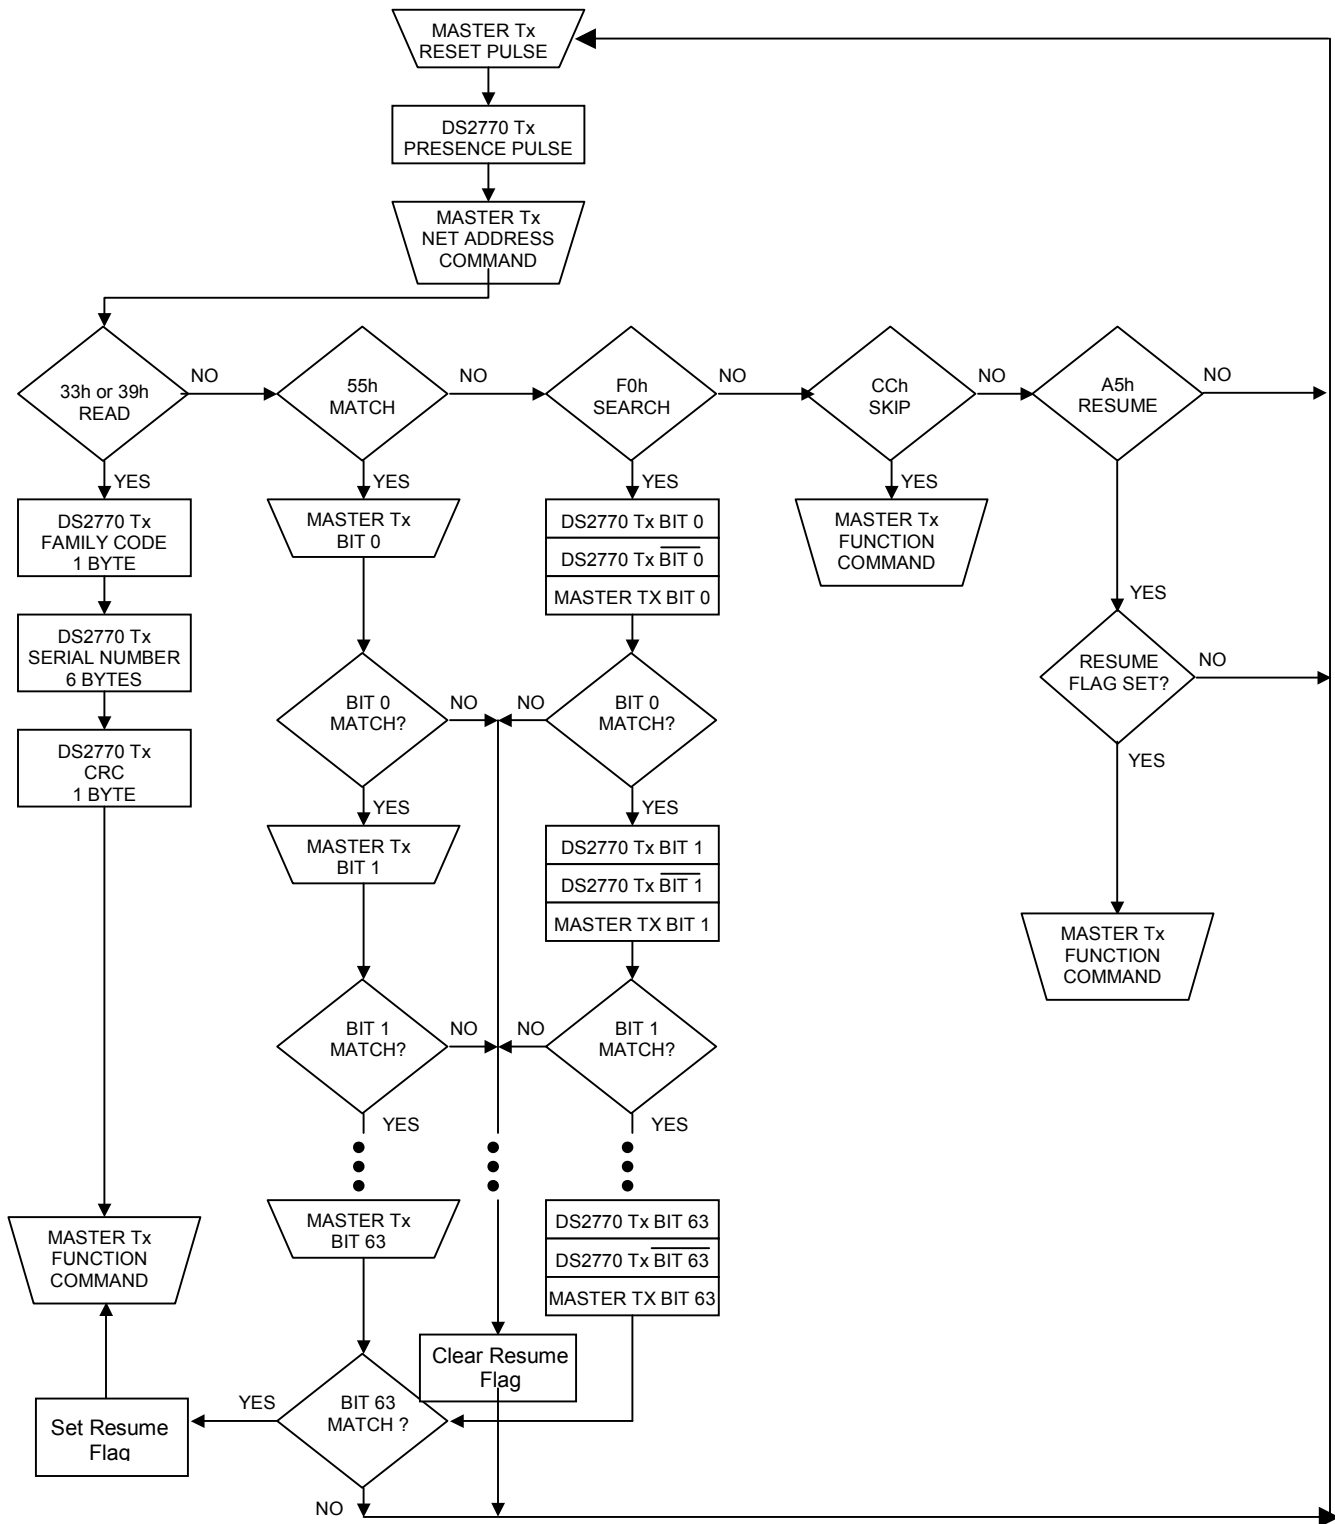 MASTER Tx
RESET PULSE
DS2770 Tx
PRESENCE PULSE
MASTER Tx
NET ADDRESS
COMMAND
33h or 39h
READ
NO
55h
MATCH
NO
F0h
SEARCH
NO
CCh
SKIP
NO
A5h
RESUME
NO
YES
YES
YES
YES
YES
DS2770 Tx
FAMILY CODE
1 BYTE
MASTER Tx
BIT 0
DS2770 Tx BIT 0
DS2770 Tx B̅I̅T̅ ̅0̅
MASTER TX BIT 0
MASTER Tx
FUNCTION
COMMAND
DS2770 Tx
SERIAL NUMBER
6 BYTES
BIT 0
MATCH?
NO
NO
BIT 0
MATCH?
RESUME
FLAG SET?
NO
YES
DS2770 Tx
CRC
1 BYTE
YES
YES
MASTER Tx
BIT 1
DS2770 Tx BIT 1
DS2770 Tx B̅I̅T̅ ̅1̅
MASTER TX BIT 1
MASTER Tx
FUNCTION
COMMAND
BIT 1
MATCH?
NO
NO
BIT 1
MATCH?
YES
YES
MASTER Tx
BIT 63
DS2770 Tx BIT 63
DS2770 Tx B̅I̅T̅ ̅6̅3̅
MASTER TX BIT 63
MASTER Tx
FUNCTION
COMMAND
Clear Resume
Flag
BIT 63
MATCH ?
YES
Set Resume
Flag
NO